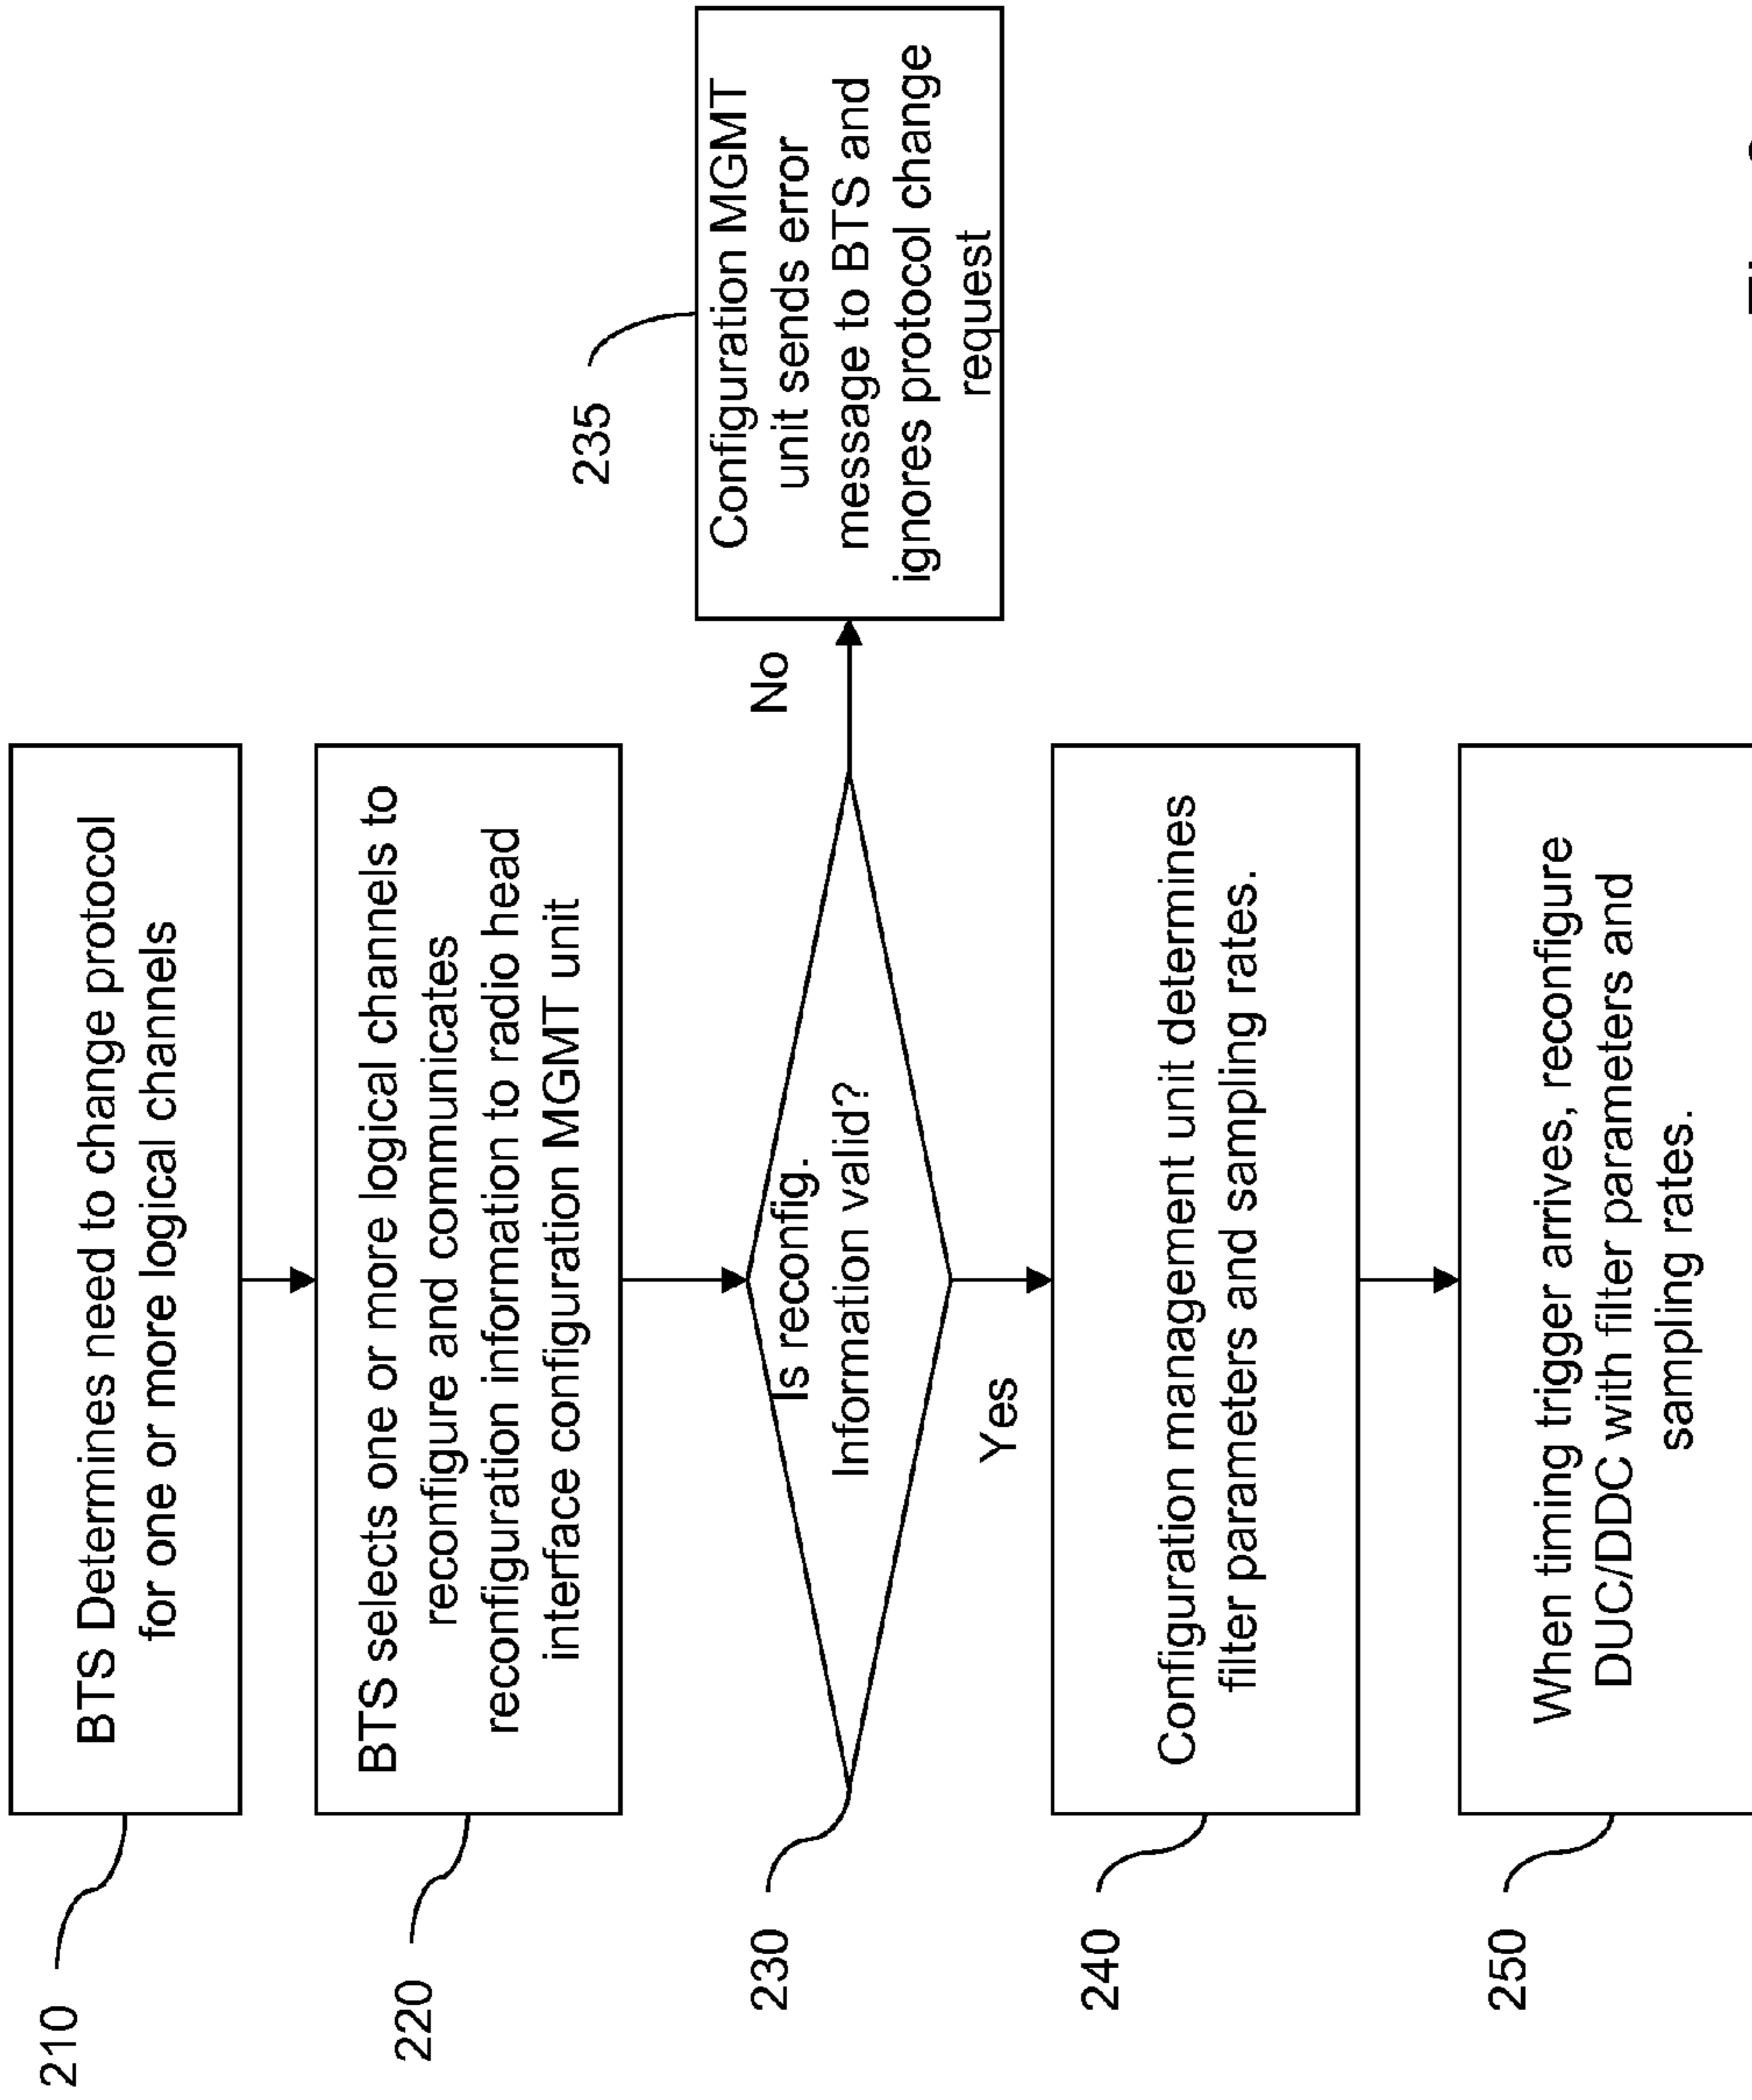 210
BTS Determines need to change protocol
for one or more logical channels
220
BTS selects one or more logical channels to
reconfigure and communicates
reconfiguration information to radio head
interface configuration MGMT unit
230
Is reconfig.
Information valid?
No
235
Configuration MGMT
unit sends error
message to BTS and
ignores protocol change
request
Yes
240
Configuration management unit determines
filter parameters and sampling rates.
250
When timing trigger arrives, reconfigure
DUC/DDC with filter parameters and
sampling rates.